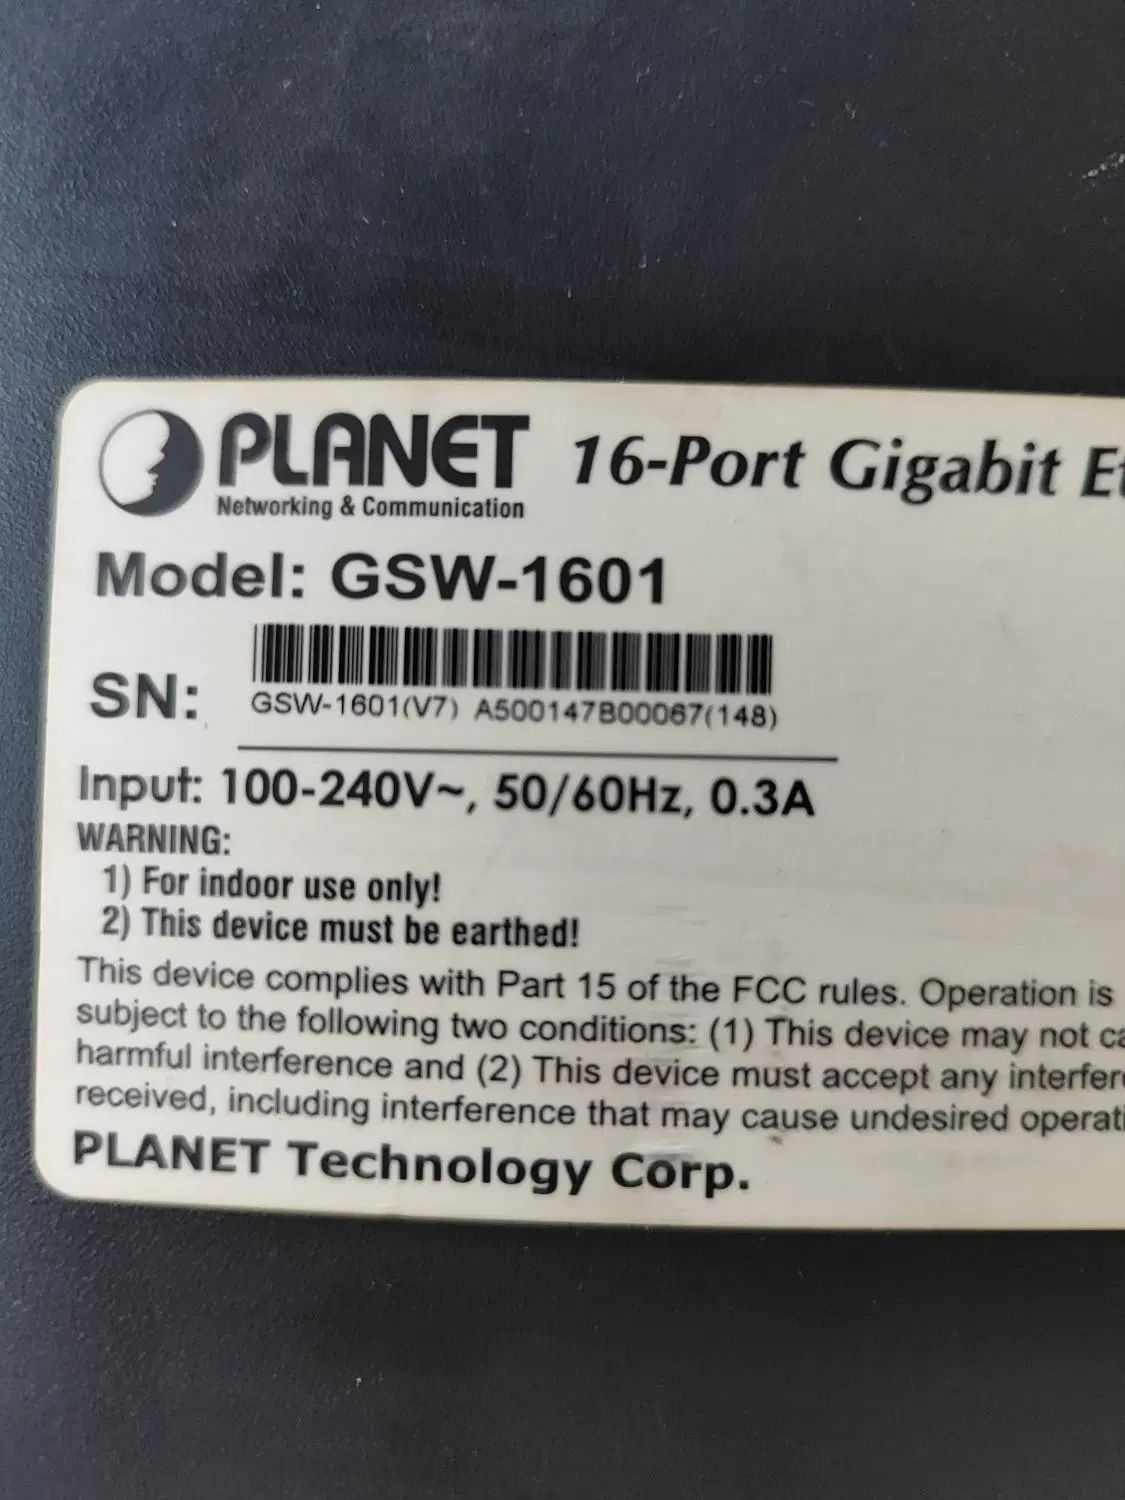 PLANET
Networking & Communication
16-Port Gigabit
Model: GSW-1601
SN:
GSW-1601(V7) A500147B00067(148)
Input: 100-240V~, 50/60Hz, 0.3A
WARNING:
1) For indoor use only!
2) This device must be earthed!
This device complies with Part 15 of the FCC rules. Operation is
subject to the following two conditions: (1) This device may not
harmful interference and (2) This device must accept any
received, including interference that may cause undesired
PLANET Technology Corp.